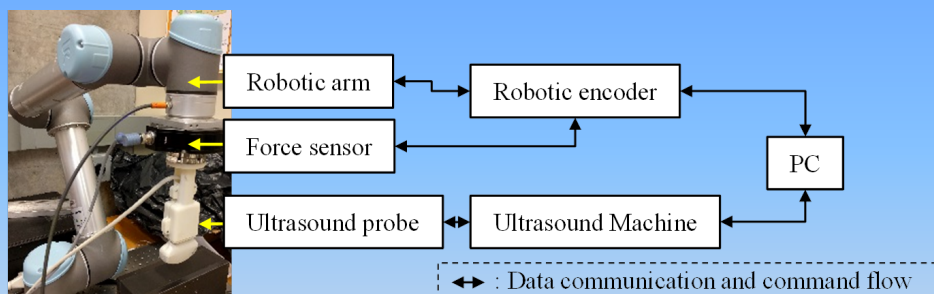 Robotic arm
Robotic encoder
Force sensor
PC
Ultrasound probe
Ultrasound Machine
: Data communication and command flow